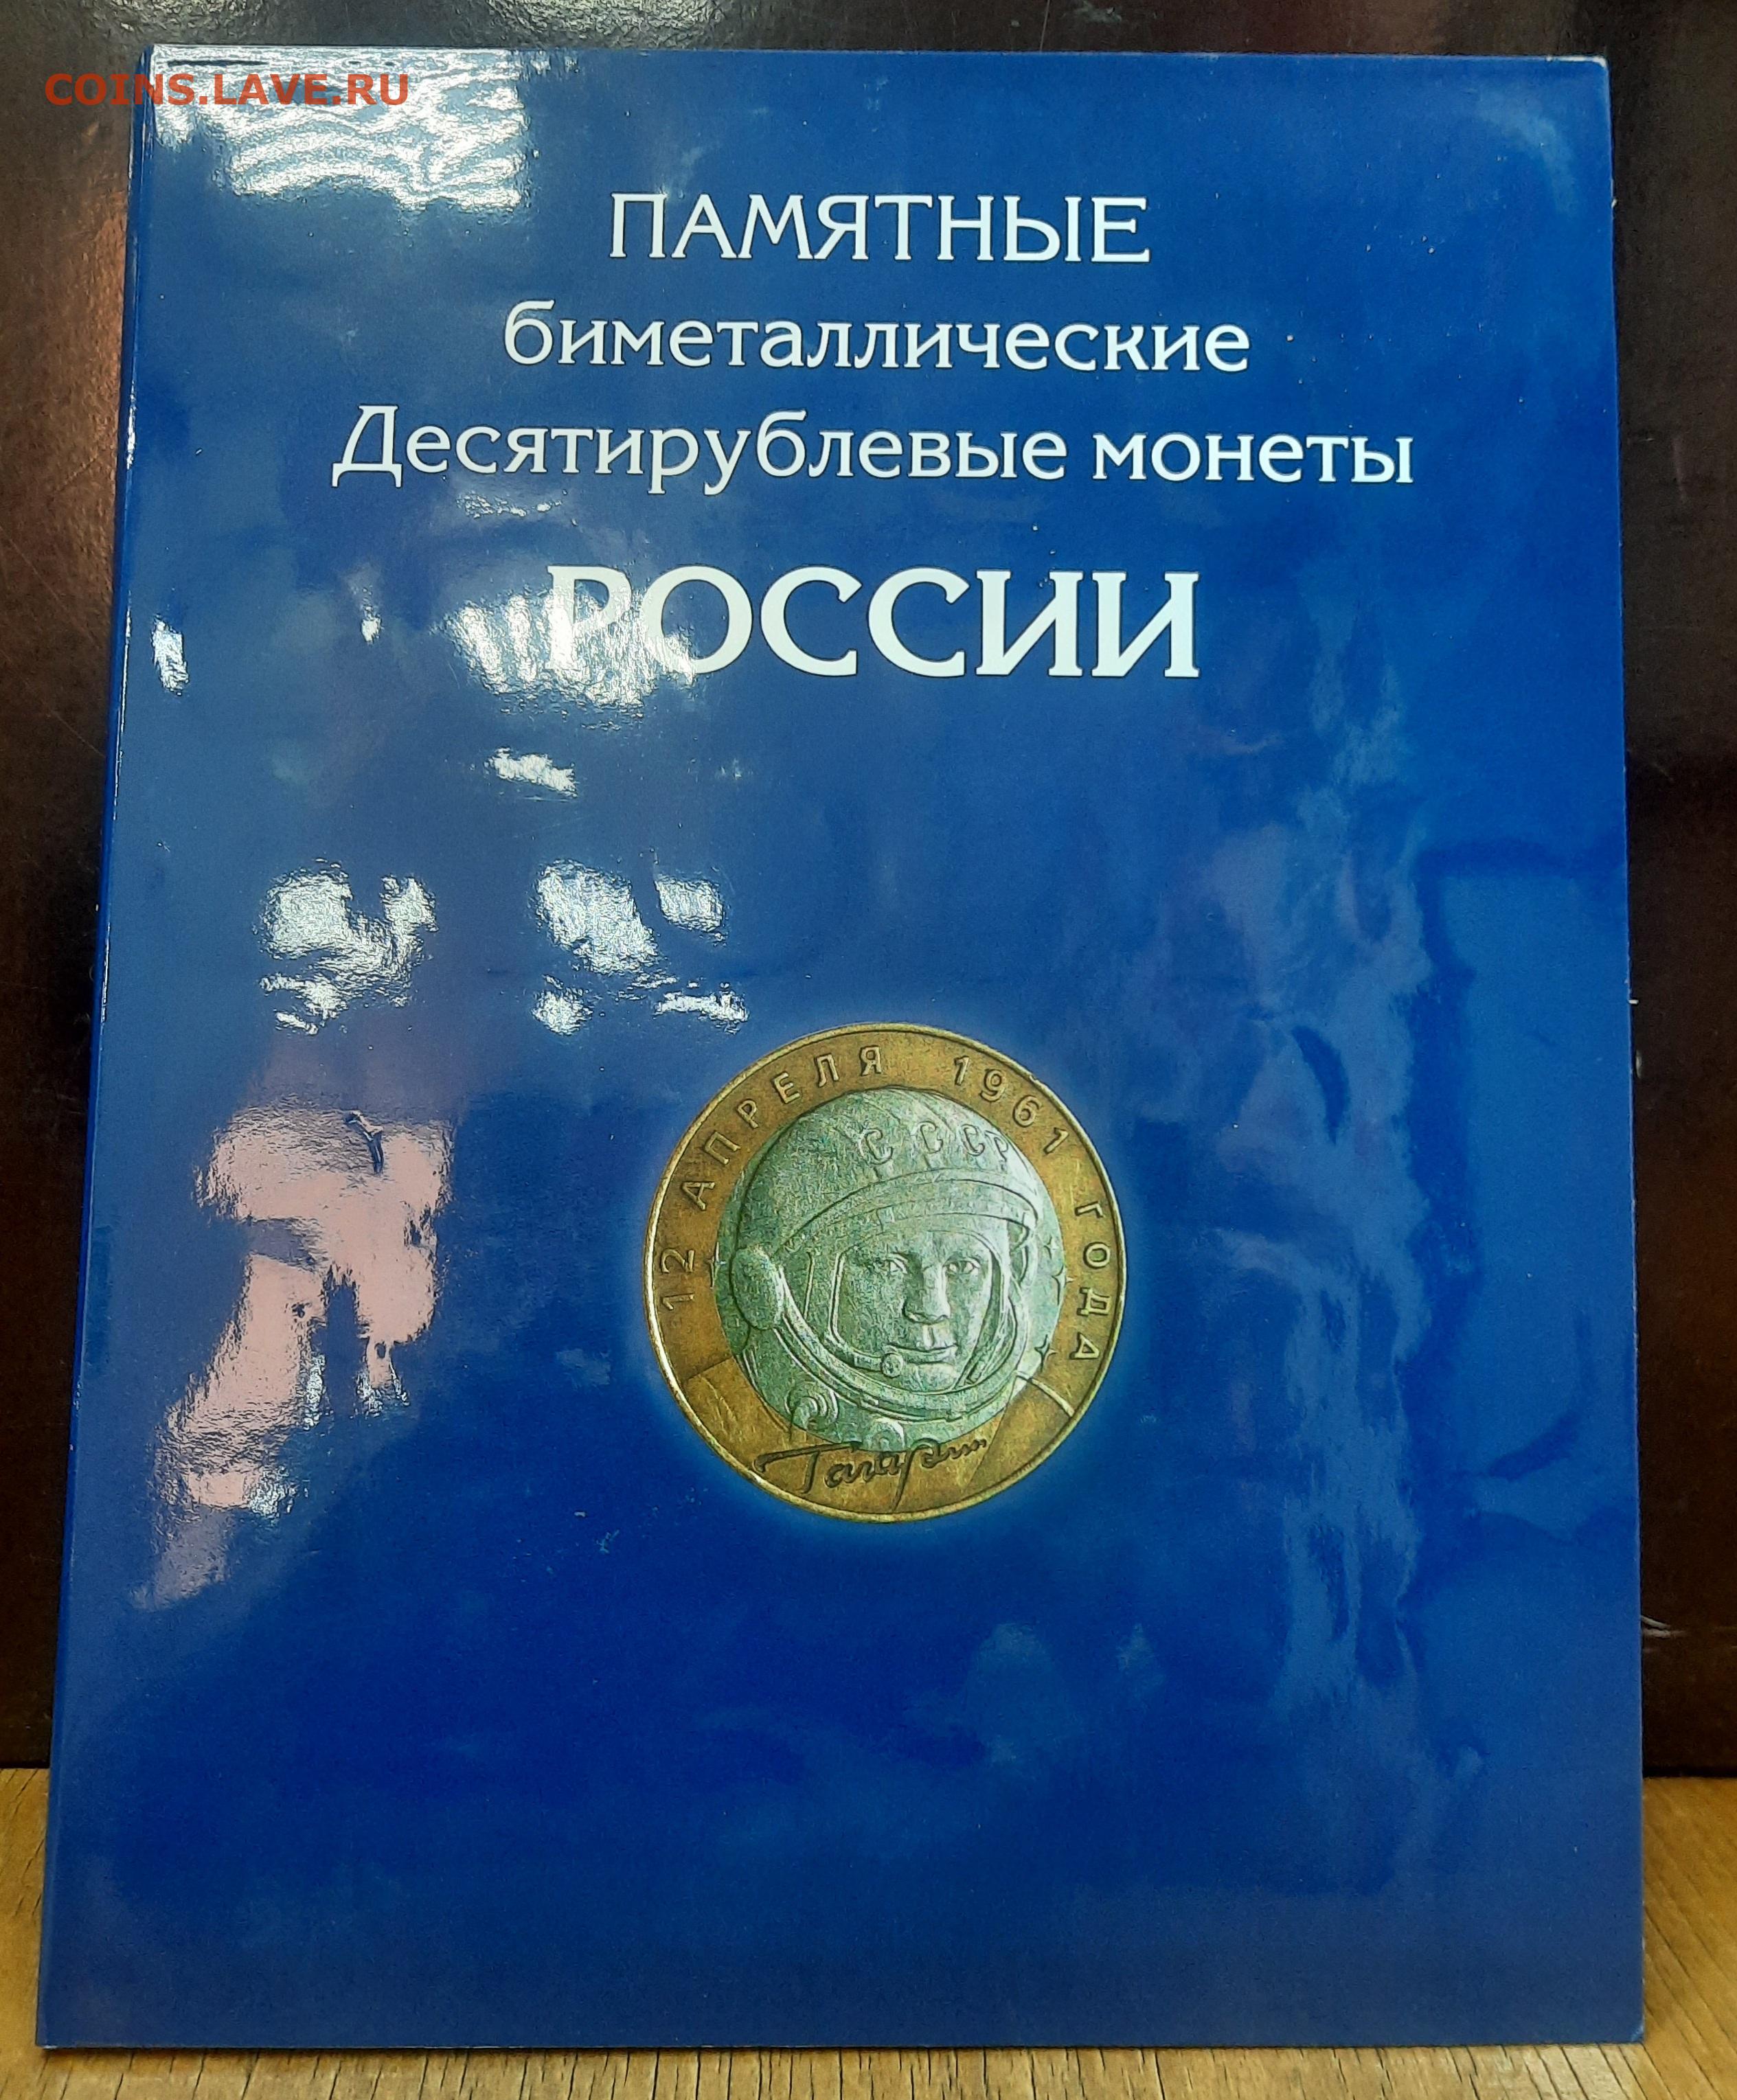 COINS.LAVE.RU
ПАМЯТНЫЕ
биметаллические
Десятирублевые монеты
РОССИИ
12 АПРЕЛЯ 1961 ГОДА
СССР
Гагарин